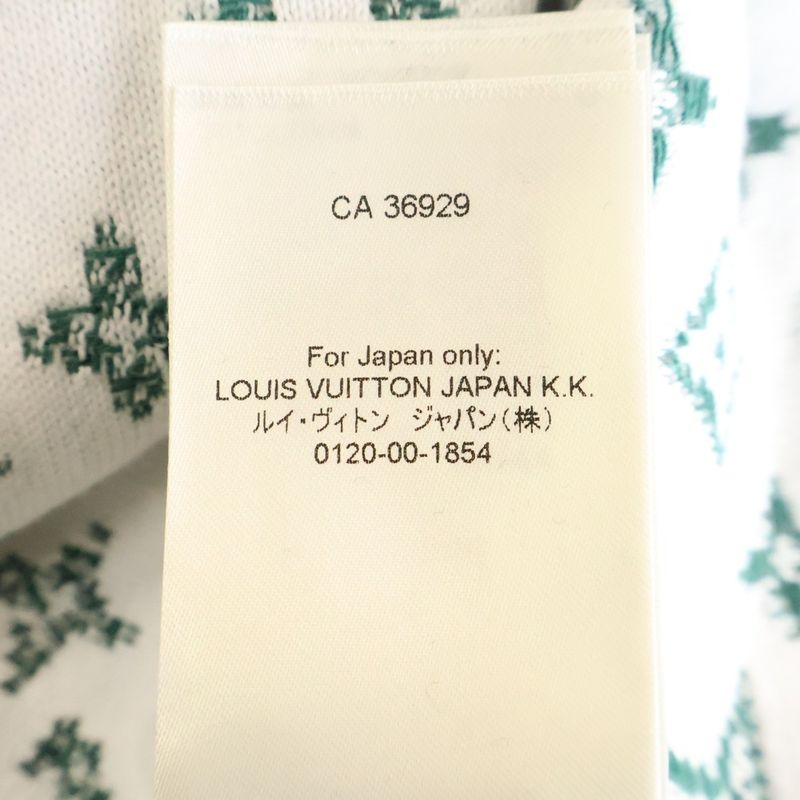 CA 36929
For Japan only:
LOUIS VUITTON JAPAN K.K.
ルイ・ヴィトン ジャパン(株)
0120-00-1854